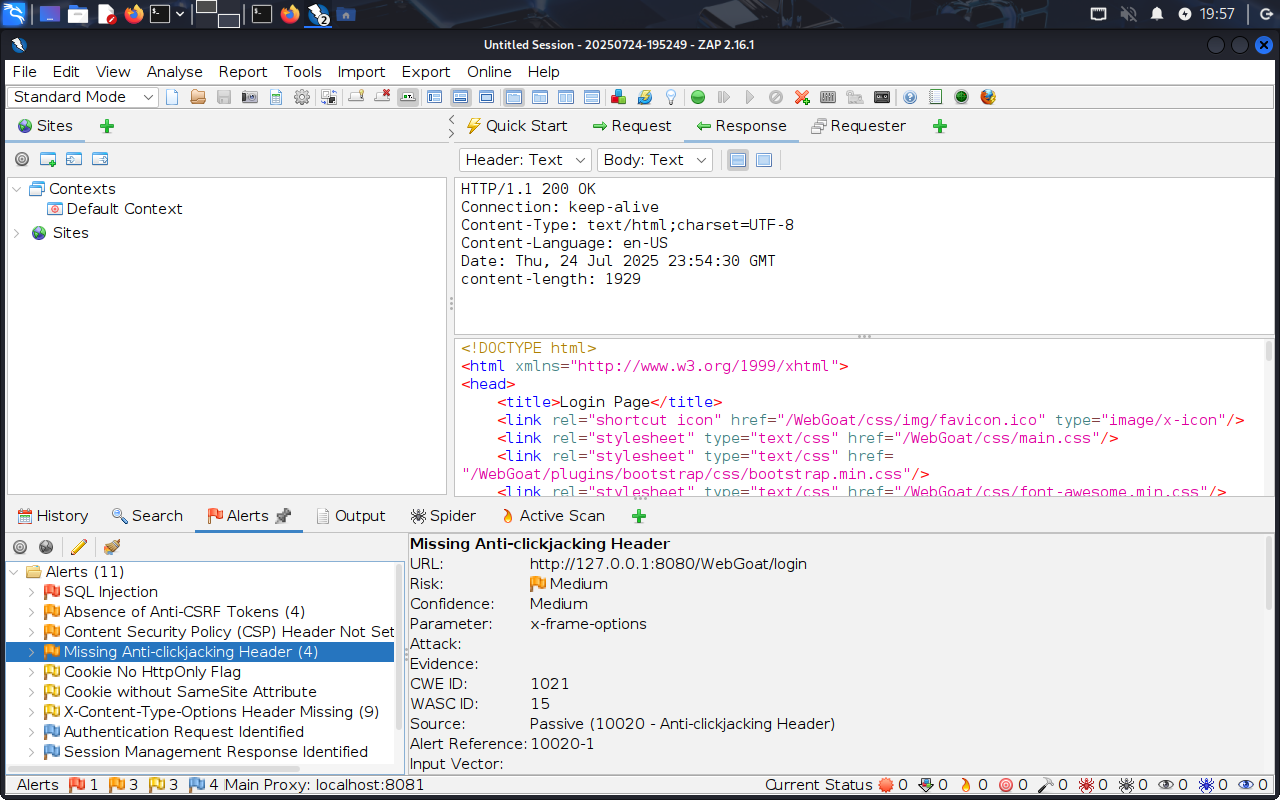 2
19:57
Untitled Session - 20250724-195249 - ZAP 2.16.1
File Edit View Analyse Report Tools Import Export Online Help
Standard Mode
Sites
Quick Start Request Response Requester
Header: Text Body: Text
Contexts
Default Context
Sites
HTTP/1.1 200 OK
Connection: keep-alive
Content-Type: text/html;charset=UTF-8
Content-Language: en-US
Date: Thu, 24 Jul 2025 23:54:30 GMT
content-length: 1929
<!DOCTYPE html>
<html xmlns="http://www.w3.org/1999/xhtml">
<head>
<title>Login Page</title>
<link rel="shortcut icon" href="/WebGoat/css/img/favicon.ico" type="image/x-icon"/>
<link rel="stylesheet" type="text/css" href="/WebGoat/css/main.css"/>
<link rel="stylesheet" type="text/css" href=
"/WebGoat/plugins/bootstrap/css/bootstrap.min.css"/>
<link rel="stylesheet" type="text/css" href="/WebGoat/css/font-awesome.min.css"/>
History Search Alerts Output Spider Active Scan
Alerts (11)
SQL Injection
Absence of Anti-CSRF Tokens (4)
Content Security Policy (CSP) Header Not Set
Missing Anti-clickjacking Header (4)
Cookie No HttpOnly Flag
Cookie without SameSite Attribute
X-Content-Type-Options Header Missing (9)
Authentication Request Identified
Session Management Response Identified
Missing Anti-clickjacking Header
URL: http://127.0.0.1:8080/WebGoat/login
Risk: Medium
Confidence: Medium
Parameter: x-frame-options
Attack:
Evidence:
CWE ID: 1021
WASC ID: 15
Source: Passive (10020 - Anti-clickjacking Header)
Alert Reference: 10020-1
Input Vector:
Alerts 1 3 3 4 Main Proxy: localhost:8081 Current Status 0 0 0 0 0 0 0 0 0 0